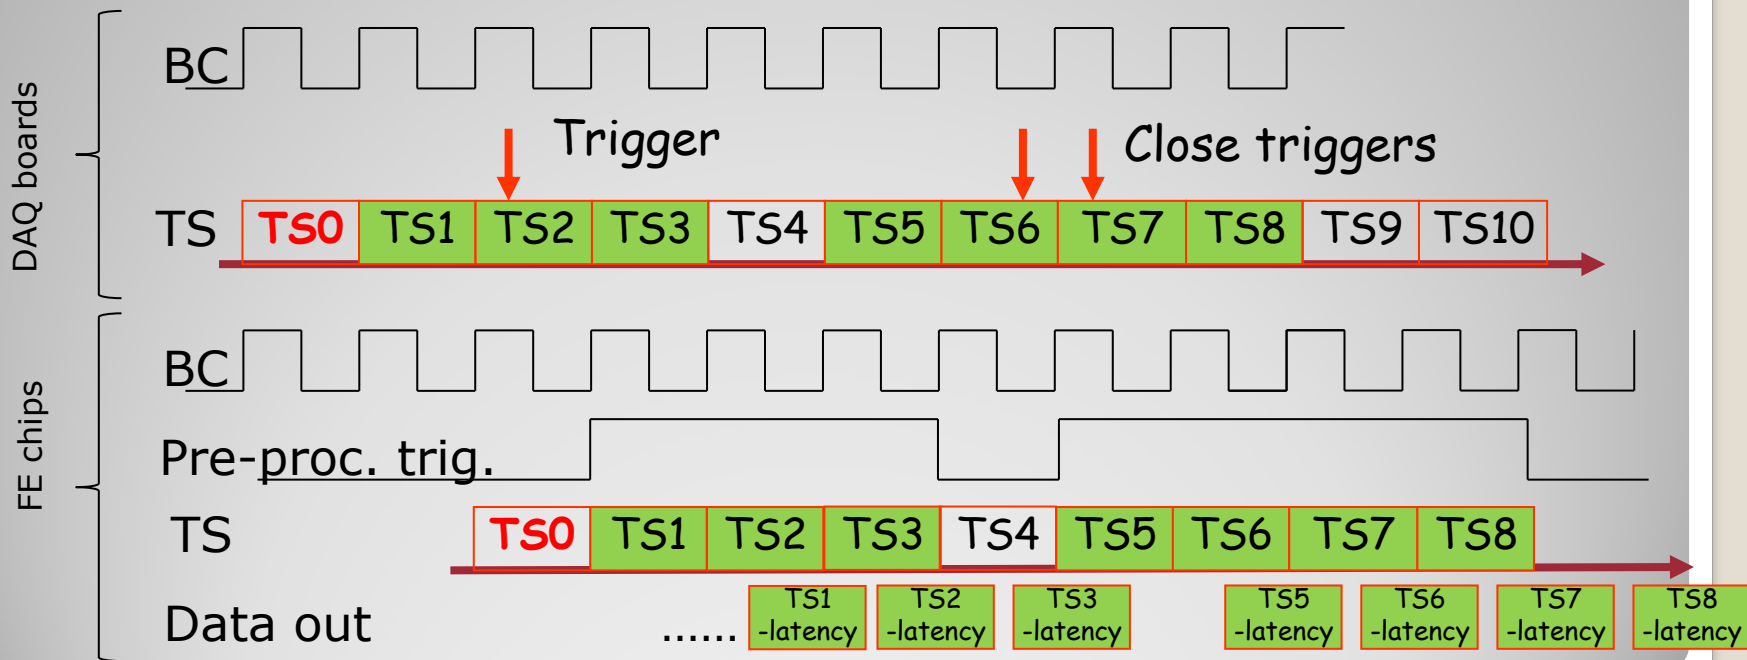 DAQ boards
BC
Trigger
Close triggers
TS TS0 TS1 TS2 TS3 TS4 TS5 TS6 TS7 TS8 TS9 TS10
FE chips
BC
Pre-proc. trig.
TS TS0 TS1 TS2 TS3 TS4 TS5 TS6 TS7 TS8
Data out ...... TS1 TS2 TS3 TS5 TS6 TS7 TS8
-latency -latency -latency -latency -latency -latency -latency